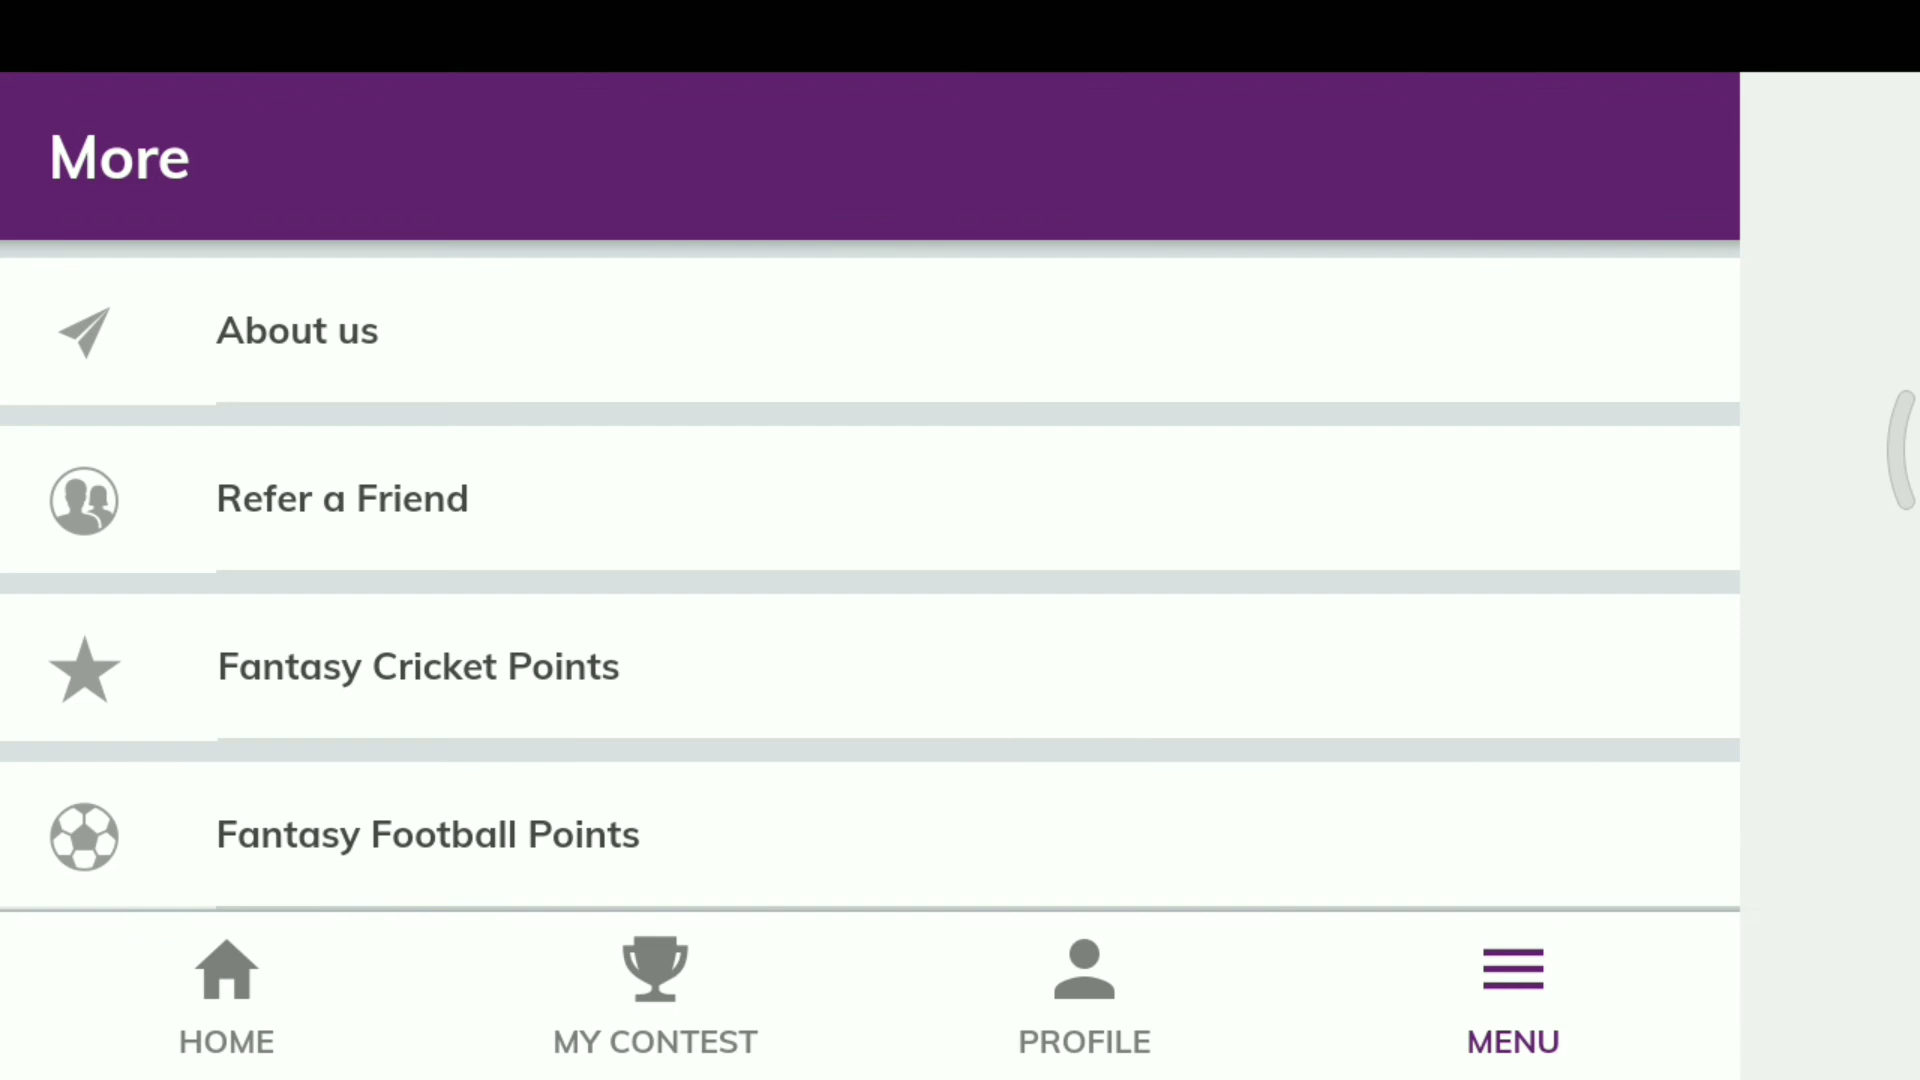 More
About us
Refer a Friend
Fantasy Cricket Points
Fantasy Football Points
HOME
MY CONTEST
PROFILE
MENU